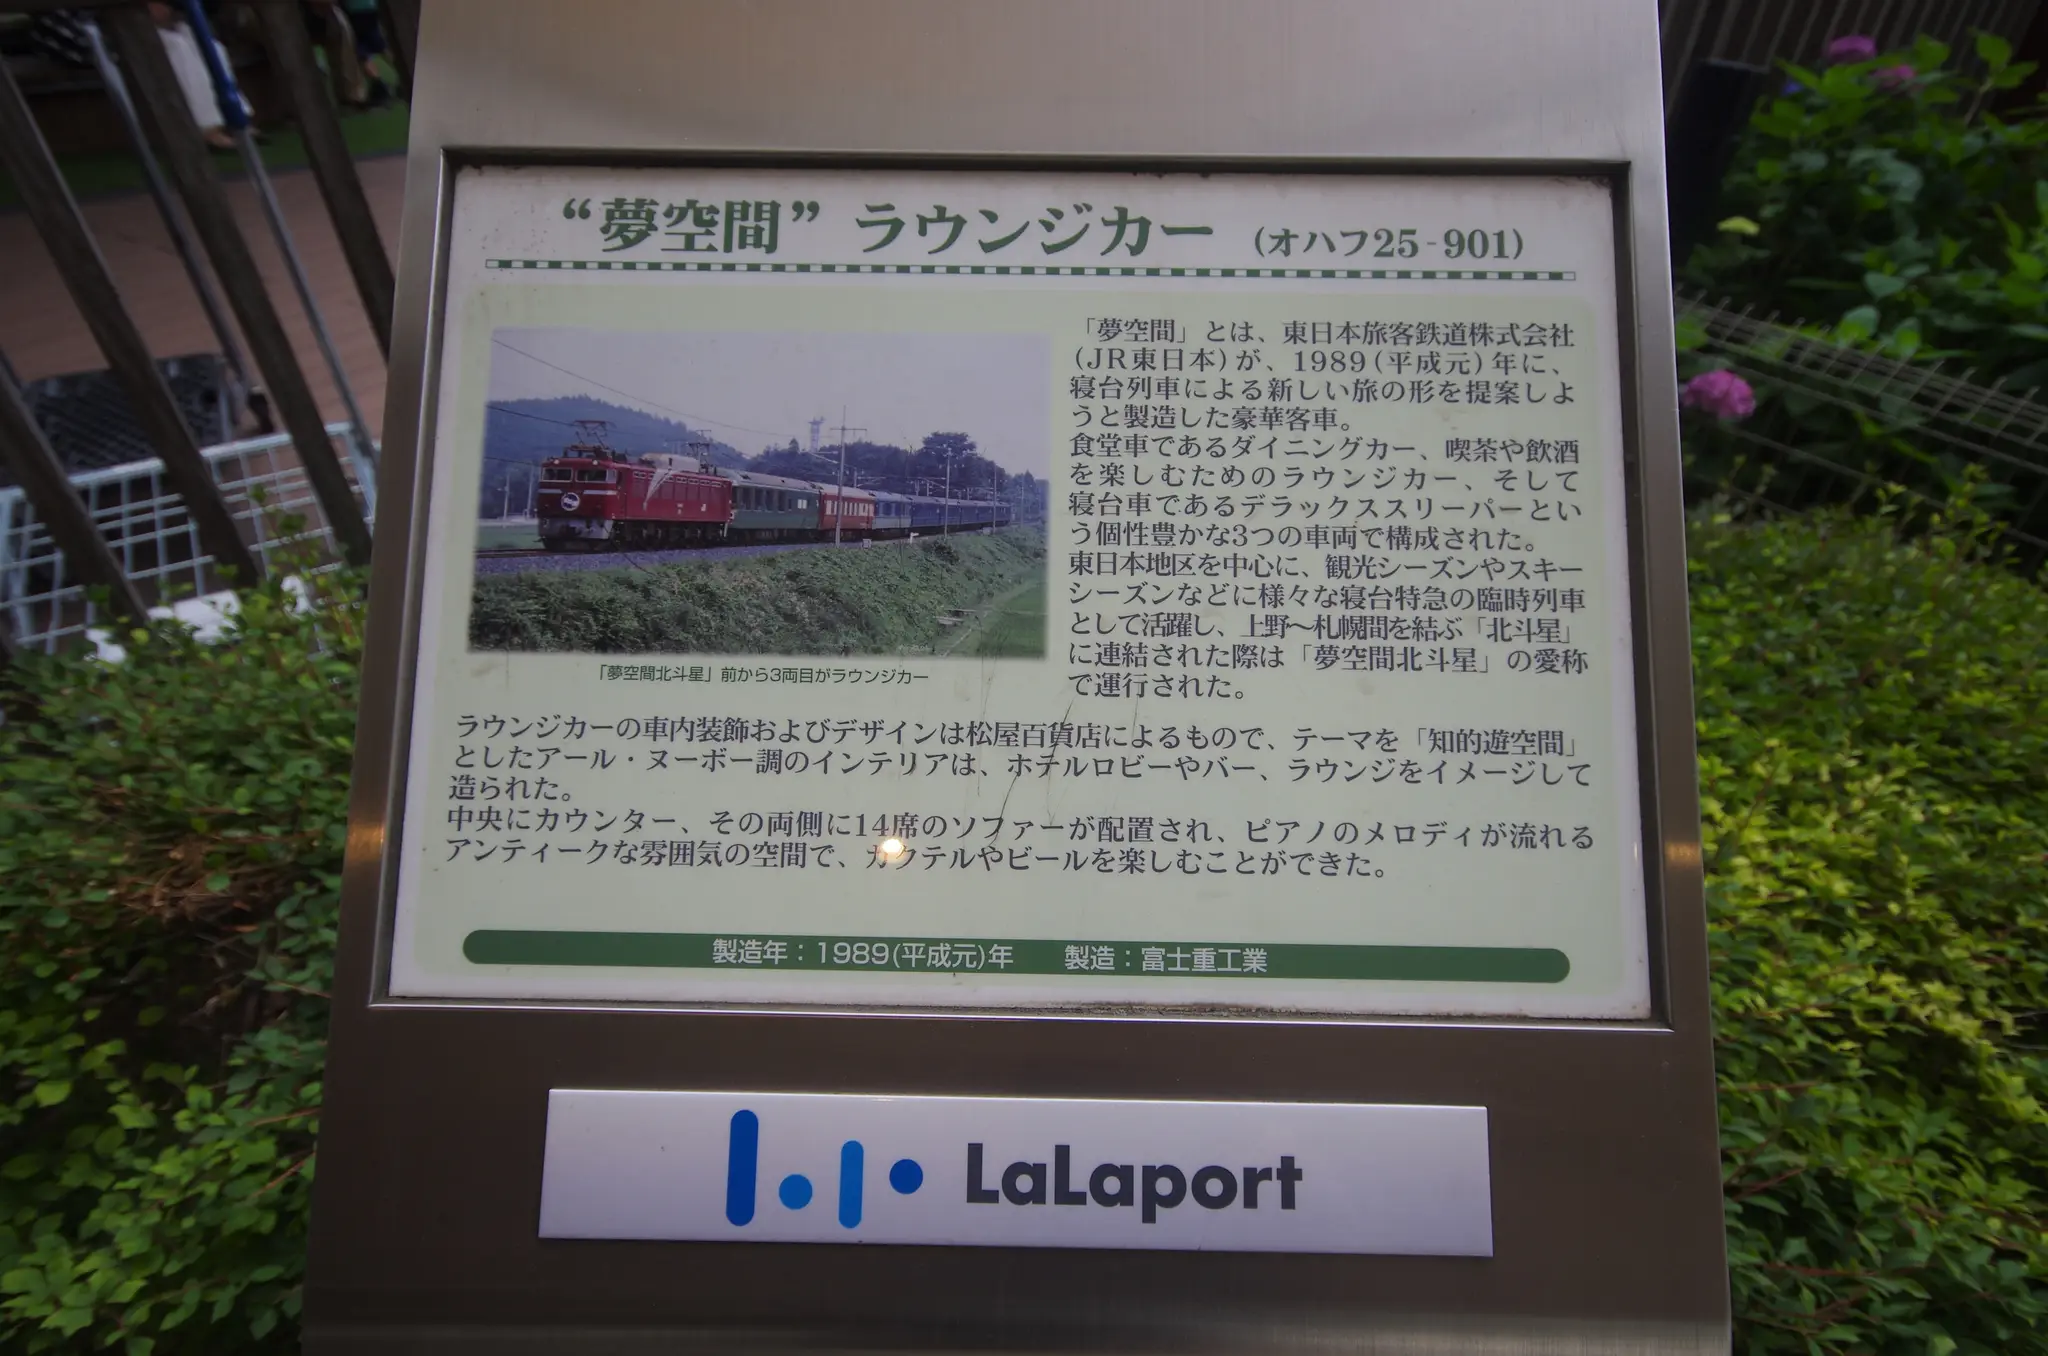 “夢空間” ラウンジカー (オハフ25-901)
「夢空間」とは、東日本旅客鉄道株式会社
(JR東日本)が、1989(平成元)年に、
寝台列車による新しい旅の形を提案しよ
うと製造した豪華客車。
食堂車であるダイニングカー、喫茶や飲酒
を楽しむためのラウンジカー、そして
寝台車であるデラックススリーパーとい
う個性豊かな3つの車両で構成された。
東日本地区を中心に、観光シーズンやスキー
シーズンなどに様々な寝台特急の臨時列車
として活躍し、上野〜札幌間を結ぶ「北斗星」
に連結された際は「夢空間北斗星」の愛称
で運行された。
「夢空間北斗星」前から3両目がラウンジカー
ラウンジカーの車内装飾およびデザインは松屋百貨店によるもので、テーマを「知的遊空間」
としたアール・ヌーボー調のインテリアは、ホテルロビーやバー、ラウンジをイメージして
造られた。
中央にカウンター、その両側に14席のソファーが配置され、ピアノのメロディが流れる
アンティークな雰囲気の空間で、カクテルやビールを楽しむことができた。
製造年：1989(平成元)年 製造：富士重工業
LaLaport